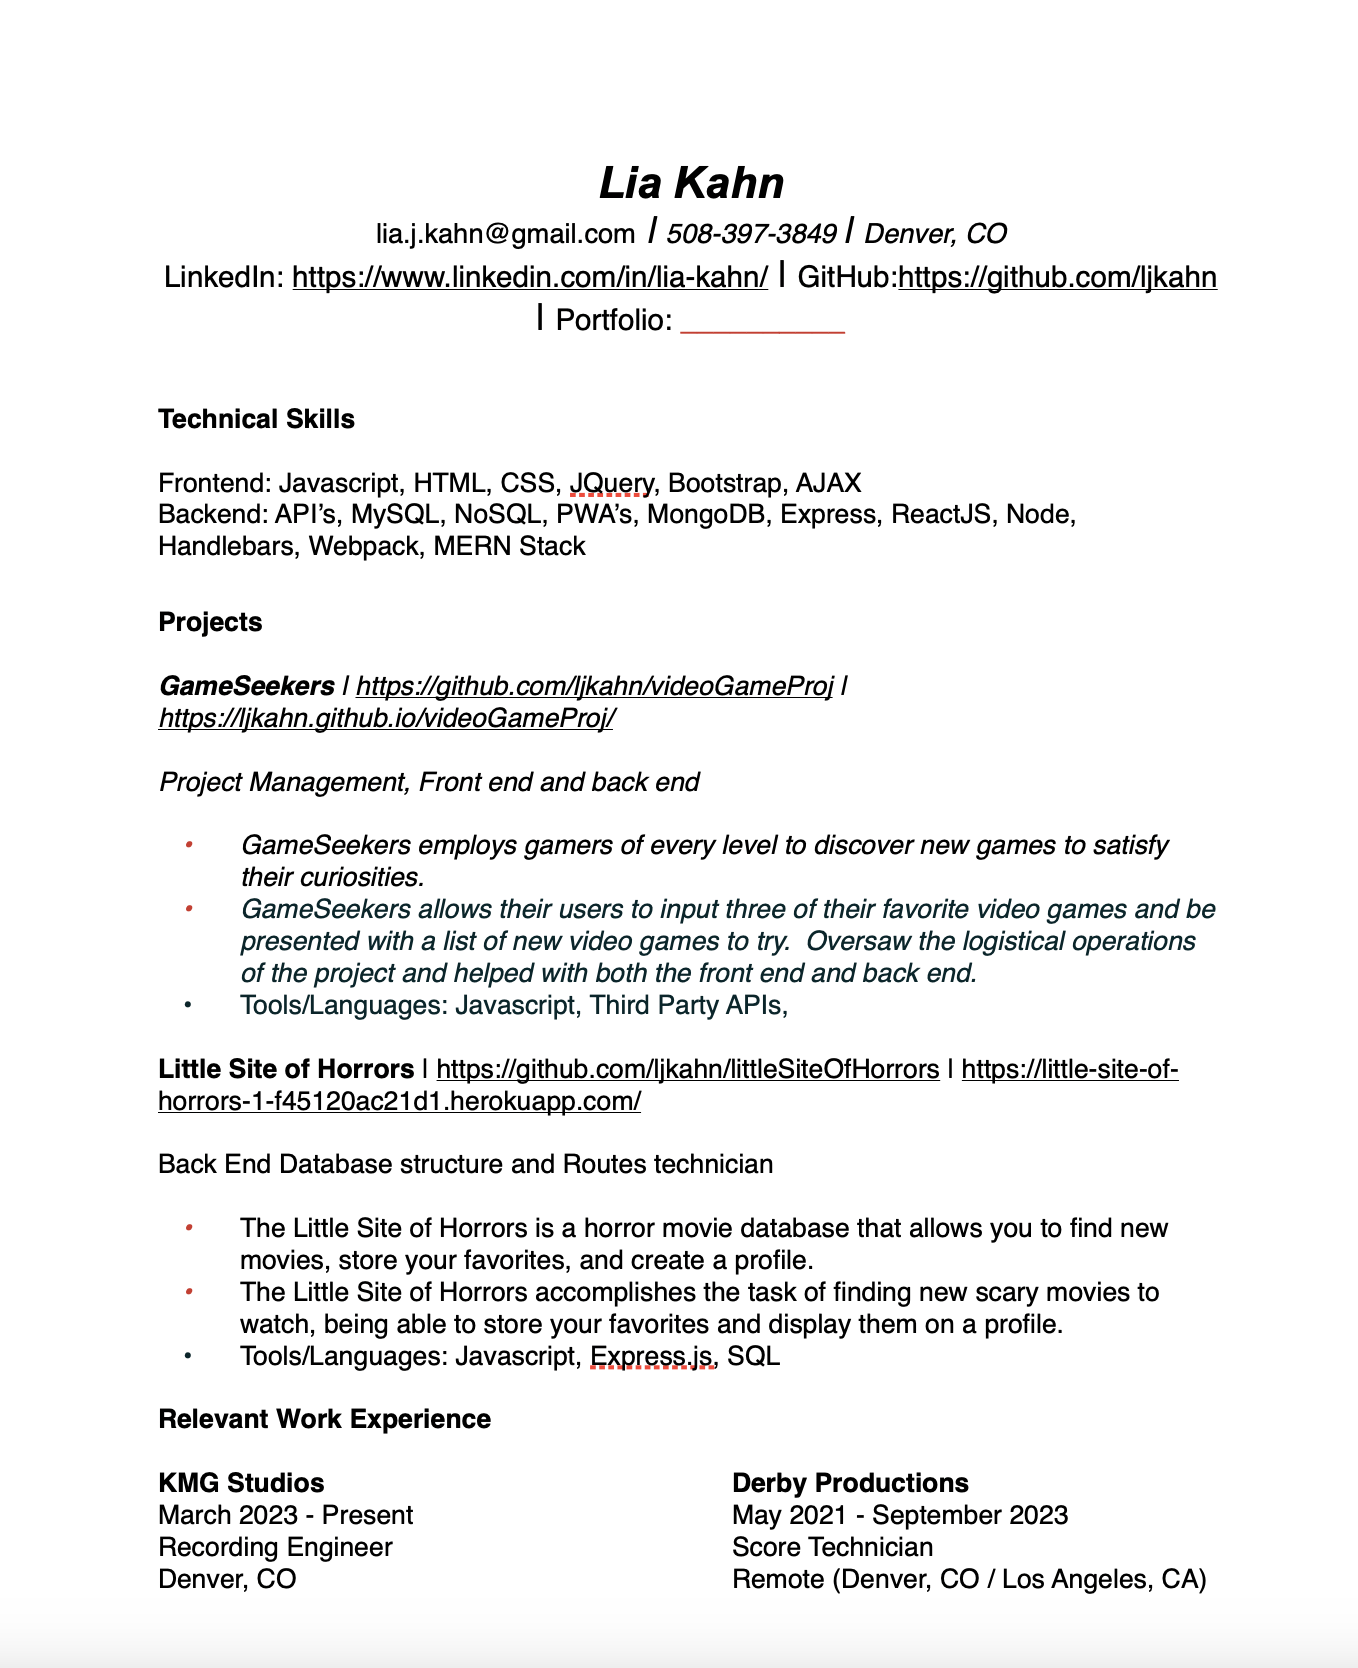 Lia Kahn
lia.j.kahn@gmail.com | 508-397-3849 | Denver, CO
LinkedIn: https://www.linkedin.com/in/lia-kahn/ | GitHub:https://github.com/ljkahn
| Portfolio: ___________
Technical Skills
Frontend: Javascript, HTML, CSS, JQuery, Bootstrap, AJAX
Backend: API’s, MySQL, NoSQL, PWA’s, MongoDB, Express, ReactJS, Node,
Handlebars, Webpack, MERN Stack
Projects
GameSeekers | https://github.com/ljkahn/videoGameProj |
https://ljkahn.github.io/videoGameProj/
Project Management, Front end and back end
• GameSeekers employs gamers of every level to discover new games to satisfy
their curiosities.
• GameSeekers allows their users to input three of their favorite video games and be
presented with a list of new video games to try.  Oversaw the logistical operations
of the project and helped with both the front end and back end.
• Tools/Languages: Javascript, Third Party APIs,
Little Site of Horrors | https://github.com/ljkahn/littleSiteOfHorrors | https://little-site-of-
horrors-1-f45120ac21d1.herokuapp.com/
Back End Database structure and Routes technician
• The Little Site of Horrors is a horror movie database that allows you to find new
movies, store your favorites, and create a profile.
• The Little Site of Horrors accomplishes the task of finding new scary movies to
watch, being able to store your favorites and display them on a profile.
• Tools/Languages: Javascript, Express.js, SQL
Relevant Work Experience
KMG Studios
March 2023 - Present
Recording Engineer
Denver, CO
Derby Productions
May 2021 - September 2023
Score Technician
Remote (Denver, CO / Los Angeles, CA)